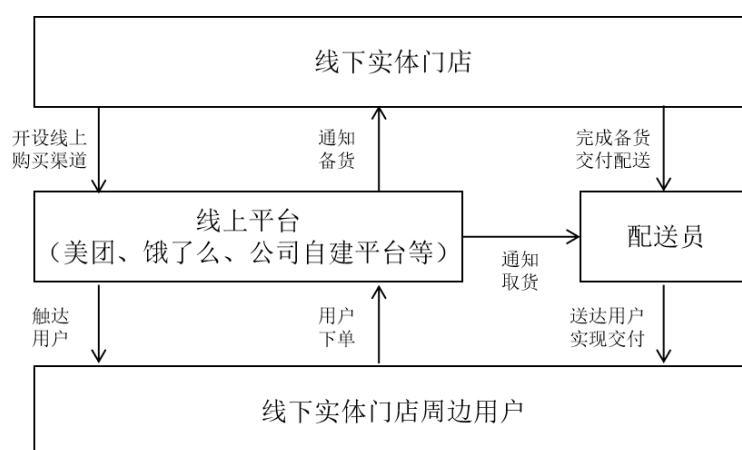 线下实体门店
开设线上
购买渠道
通知
备货
完成备货
交付配送
线上平台
（美团、饿了么、公司自建平台等）
配送员
通知
取货
触达
用户
用户
下单
送达用户
实现交付
线下实体门店周边用户